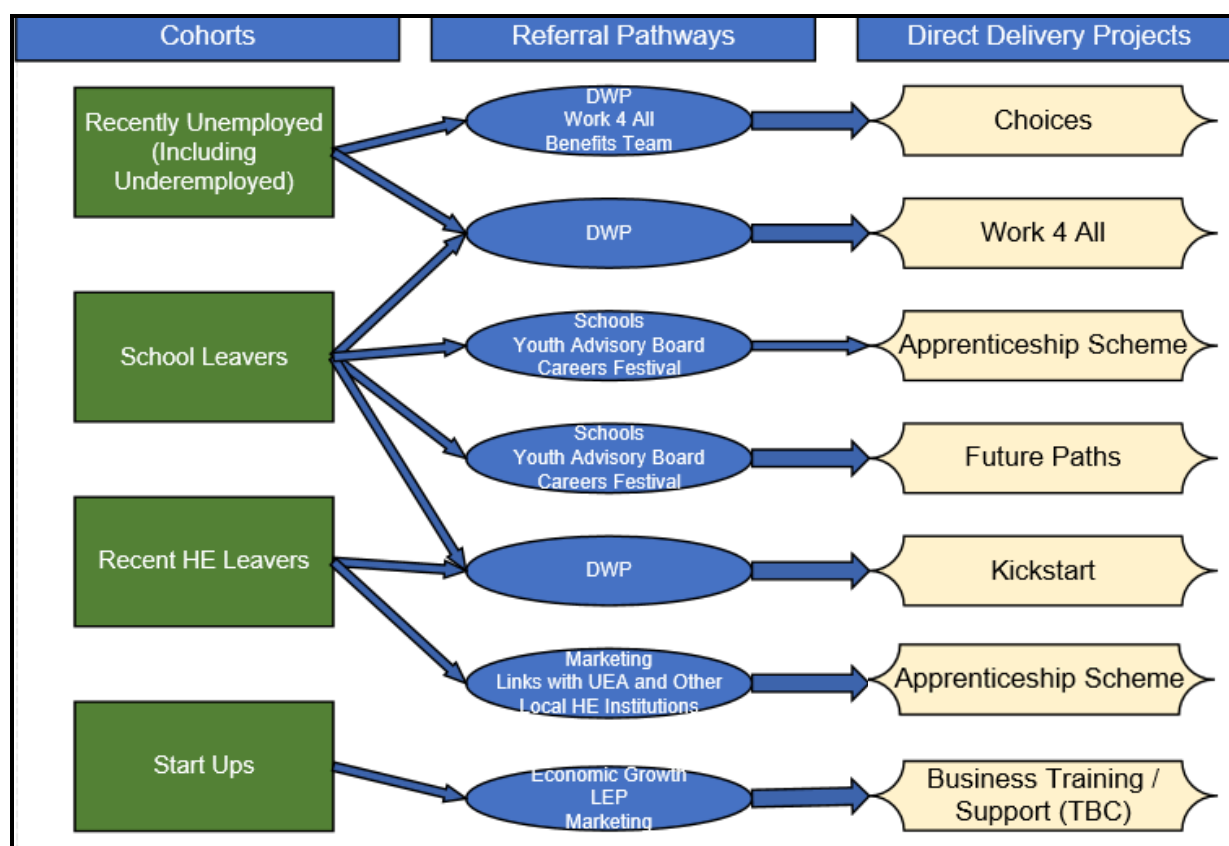 Cohorts
Referral Pathways
Direct Delivery Projects
Recently Unemployed
(Including
Underemployed)
DWP
Work 4 All
Benefits Team
Choices
DWP
Work 4 All
School Leavers
Schools
Youth Advisory Board
Careers Festival
Apprenticeship Scheme
Schools
Youth Advisory Board
Careers Festival
Future Paths
Recent HE Leavers
DWP
Kickstart
Marketing
Links with UEA and Other
Local HE Institutions
Apprenticeship Scheme
Start Ups
Economic Growth
LEP
Marketing
Business Training /
Support (TBC)